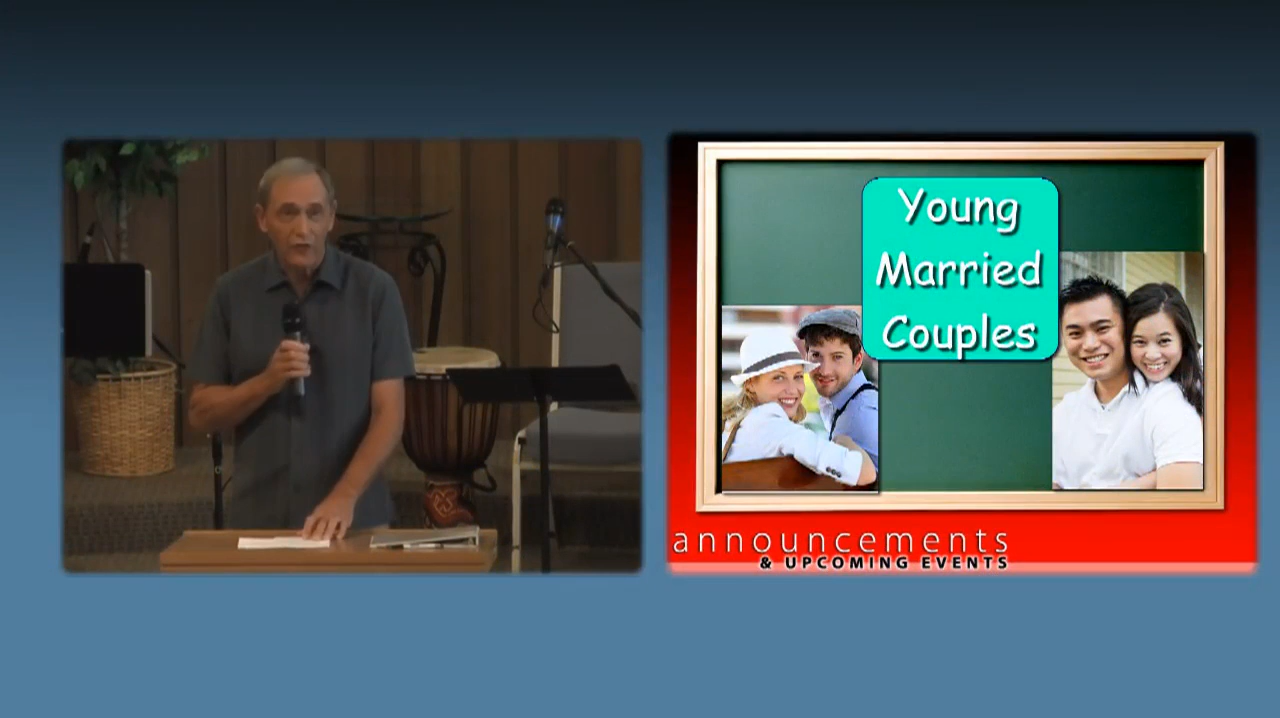 Young
Married
Couples
announcements
& UPCOMING EVENTS